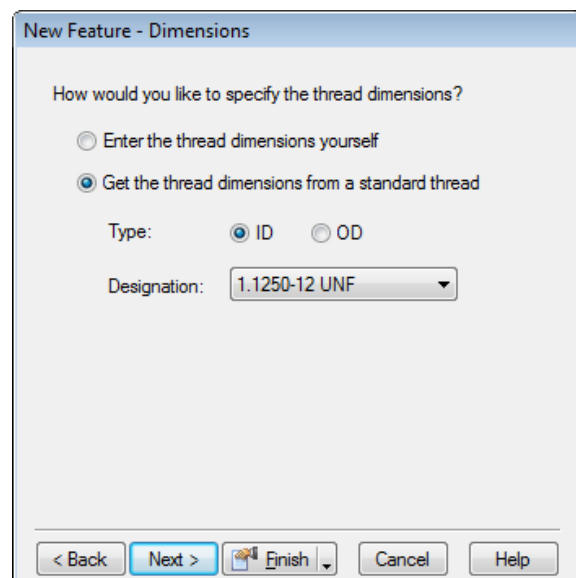 New Feature - Dimensions
How would you like to specify the thread dimensions?
Enter the thread dimensions yourself
Get the thread dimensions from a standard thread
Type: ID OD
Designation: 1.1250-12 UNF
< Back Next > Finish Cancel Help